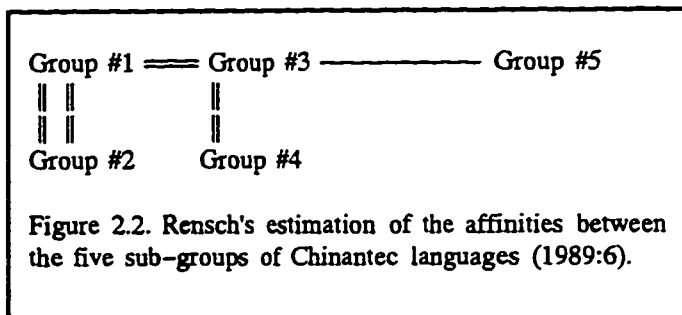 Group #1 Group #3 Group #5
Group #2 Group #4
Figure 2.2. Rensch's estimation of the affinities between
the five sub-groups of Chinantec languages (1989:6).